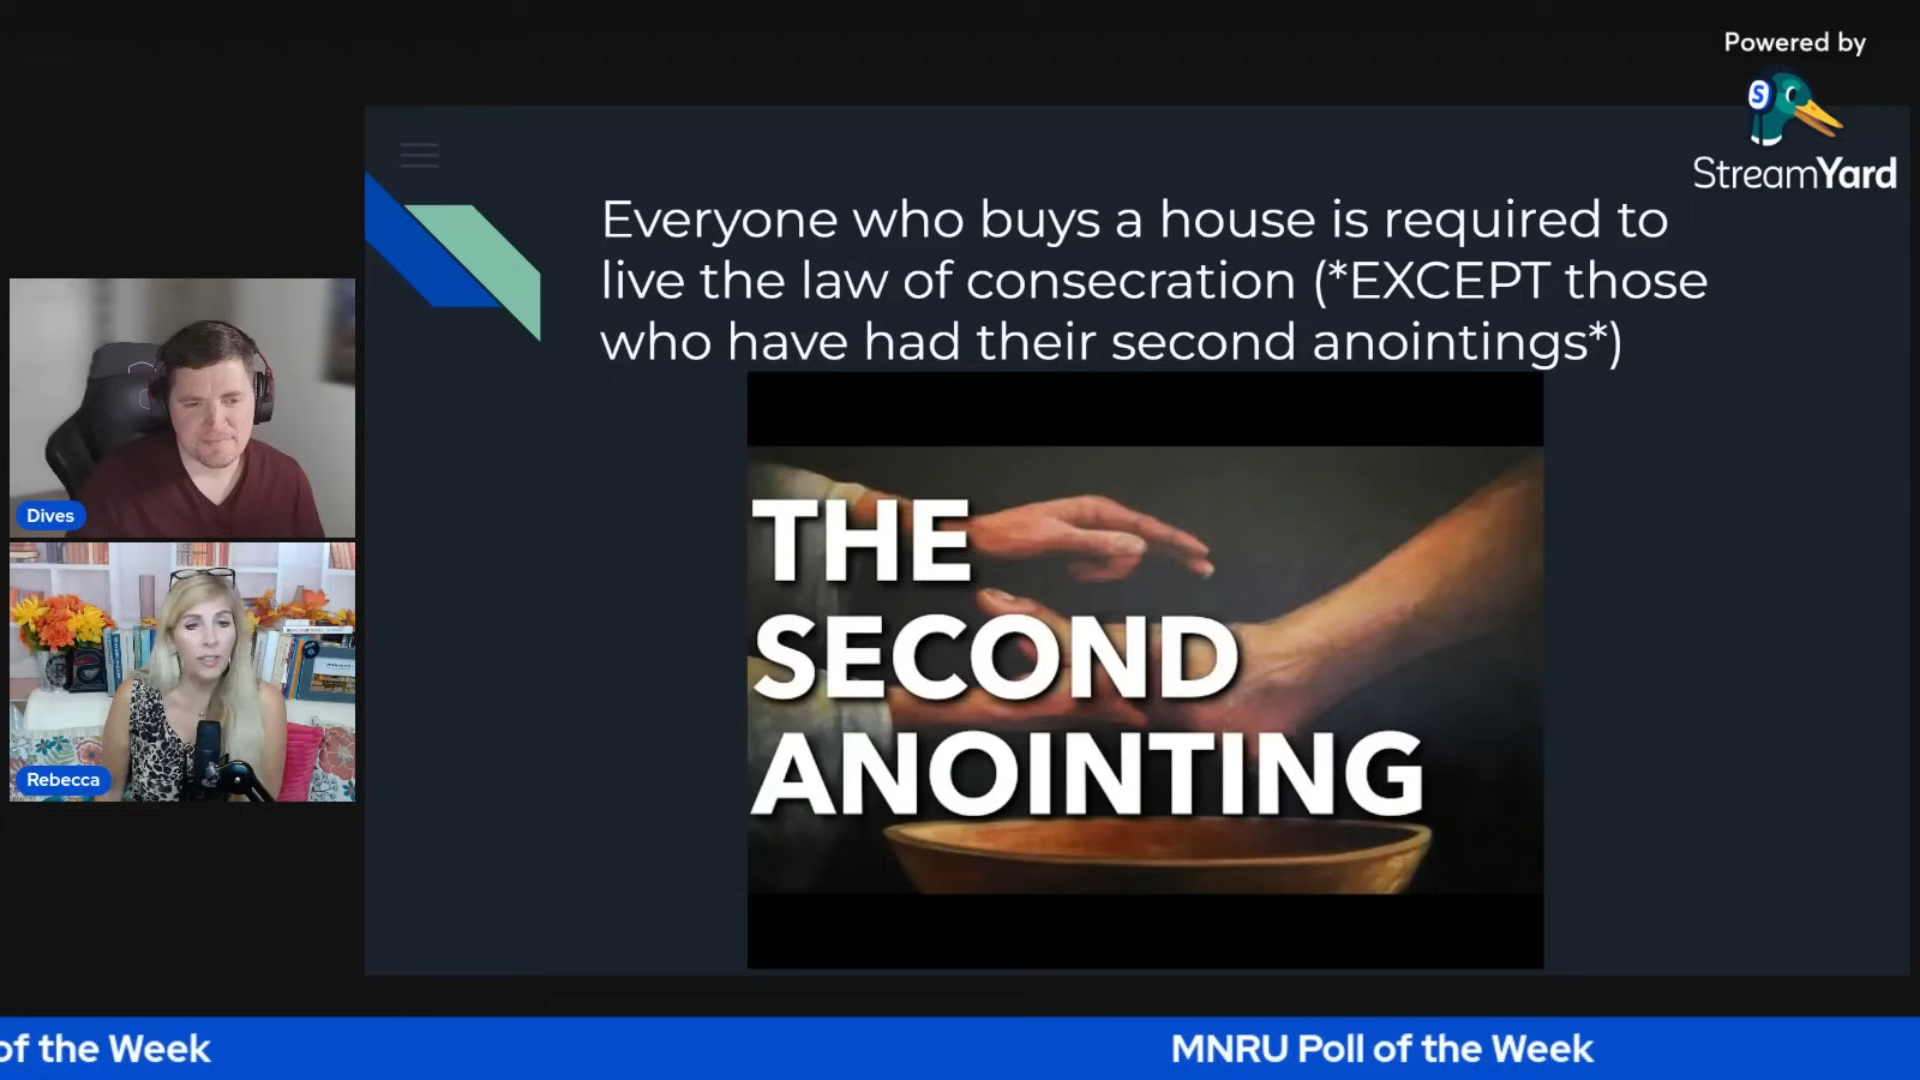 Powered by
StreamYard
Everyone who buys a house is required to
live the law of consecration (*EXCEPT those
who have had their second anointings*)
THE
SECOND
ANOINTING
Dives
Rebecca
of the Week
MNRU Poll of the Week